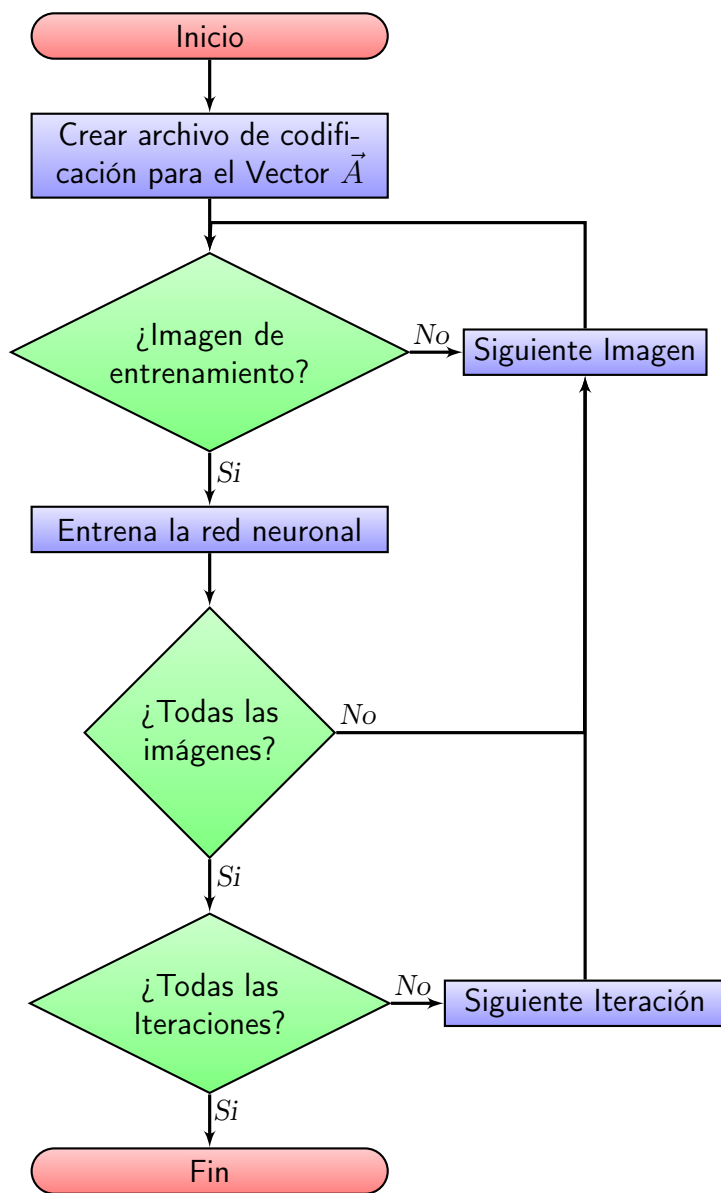 Inicio
Crear archivo de codifi-
cación para el Vector $\vec{A}$
¿Imagen de
entrenamiento?
No
Siguiente Imagen
Si
Entrena la red neuronal
¿Todas las
imágenes?
No
Si
¿Todas las
Iteraciones?
No
Siguiente Iteración
Si
Fin